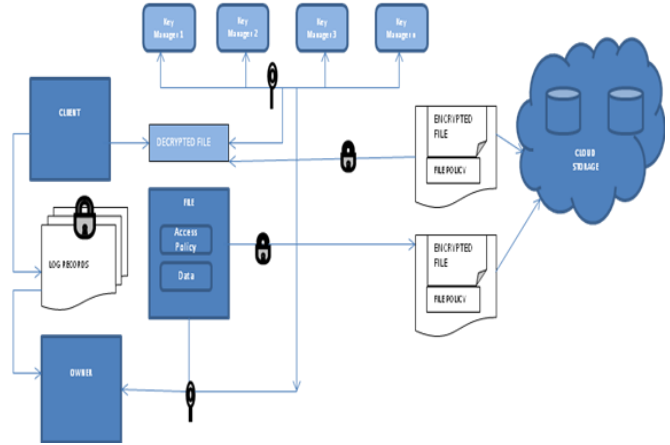 Key
Manager 1
Key
Manager 2
Key
Manager 3
Key
Manager n
CLIENT
DECRYPTED FILE
ENCRYPTED
FILE
FILE POLICY
CLOUD
STORAGE
FILE
Access
Policy
Data
LOG RECORDS
ENCRYPTED
FILE
FILE POLICY
OWNER